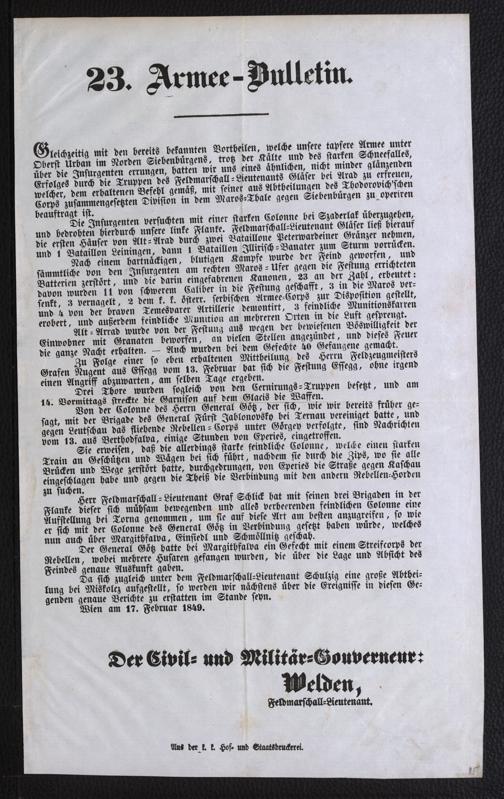 23. Armee-Bulletin.
Gleichzeitig mit den bereits bekannten Vortheilen, welche unsere tapfere Armee unter
Oberst Urban im Norden Siebenbürgens, trotz der Kälte und des starken Schneefalles,
über die Insurgenten errungen, hatten wir uns eines ähnlichen, nicht minder glänzenden
Erfolges durch die Truppen des Feldmarschall-Lieutenants Gläser bei Arad zu erfreuen,
welcher, dem erhaltenen Befehl gemäß, mit seiner aus Abtheilungen des Thodorovich'schen
Corps zusammengesetzten Division in dem Maros-Thale gegen Siebenbürgen zu operiren
beauftragt ist.
Die Insurgenten versuchten mit einer starken Colonne bei Szaderlak überzugehen,
und bedrohten hierdurch unsere linke Flanke. Feldmarschall-Lieutenant Gläser ließ hierauf
die ersten Häuser von Alt-Arad durch zwei Bataillone Peterwardeiner Gränzer nehmen,
und 1 Bataillon Leiningen, dann 1 Bataillon Illirisch-Banater zum Sturm vorrücken.
Nach einem hartnäckigen, blutigen Kampfe wurde der Feind geworfen, und
sämmtliche von den Insurgenten am rechten Maros-Ufer gegen die Festung errichteten
Batterien zerstört, und die darin eingefahrenen Kanonen, 23 an der Zahl, erbeutet:
davon wurden 11 von schwerem Caliber in die Festung geschafft, 3 in die Maros ver-
senkt, 3 vernagelt, 2 dem k. k. österr. serbischen Armee-Corps zur Disposition gestellt,
und 4 von der braven Temesvarer Artillerie demontirt, 3 feindliche Munitionskarren
erobert, und außerdem feindliche Munition an mehreren Orten in die Luft gesprengt.
Alt-Arad wurde von der Festung aus wegen der bewiesenen Böswilligkeit der
Einwohner mit Granaten beworfen, an vielen Stellen angezündet, und dieses Feuer
die ganze Nacht erhalten. — Auch wurden bei dem Gefechte 40 Gefangene gemacht.
Zu Folge einer so eben erhaltenen Mittheilung des Herrn Feldzeugmeisters
Grafen Nugent aus Essegg vom 13. Februar hat sich die Festung Essegg, ohne irgend
einen Angriff abzuwarten, am selben Tage ergeben.
Drei Thore wurden sogleich von den Cernirungs-Truppen besetzt, und am
14. Vormittags streckte die Garnison auf dem Glacis die Waffen.
Von der Colonne des Herrn General Götz, der sich, wie wir bereits früher ge-
sagt, mit der Brigade des General Fürst Jablonovsky bei Ternan vereiniget hatte, und
gegen Leutschau das fliehende Rebellen-Corps unter Görgey verfolgte, sind Nachrichten
vom 13. aus Berthodfalva, einige Stunden von Eperies, eingetroffen.
Sie erweisen, daß die allerdings starke feindliche Colonne, welche einen starken
Train an Geschützen und Wägen bei sich führt, nachdem sie durch die Zips, wo sie alle
Brücken und Wege zerstört hatte, durchgedrungen, von Eperies die Straße gegen Kaschau
eingeschlagen habe und gegen die Theiß die Verbindung mit den andern Rebellen-Horden
zu suchen.
Herr Feldmarschall-Lieutenant Graf Schlick hat mit seinen drei Brigaden in der
Flanke dieser sich mühsam bewegenden und alles verheerenden feindlichen Colonne eine
Aufstellung bei Torna genommen, um sie auf diese Art am besten anzugreifen, so wie
er sich mit der Colonne des General Götz in Verbindung gesetzt haben würde, welches
nun auch über Margithfalva, Einsiedl und Schmöllnitz geschah.
Der General Götz hatte bei Margithfalva ein Gefecht mit einem Streifcorps der
Rebellen, wobei mehrere Husaren gefangen wurden, die über die Lage und Absicht des
Feindes genaue Auskunft gaben.
Da sich zugleich unter dem Feldmarschall-Lieutenant Schulzig eine große Abthei-
lung bei Miskolcz aufgestellt, so werden wir nächstens über die Ereignisse in diesen Ge-
genden genaue Berichte zu erstatten im Stande seyn.
Wien am 17. Februar 1849.
Der Civil- und Militär-Gouverneur:
Welden,
Feldmarschall-Lieutenant.
Aus der k. k. Hof- und Staatsdruckerei.